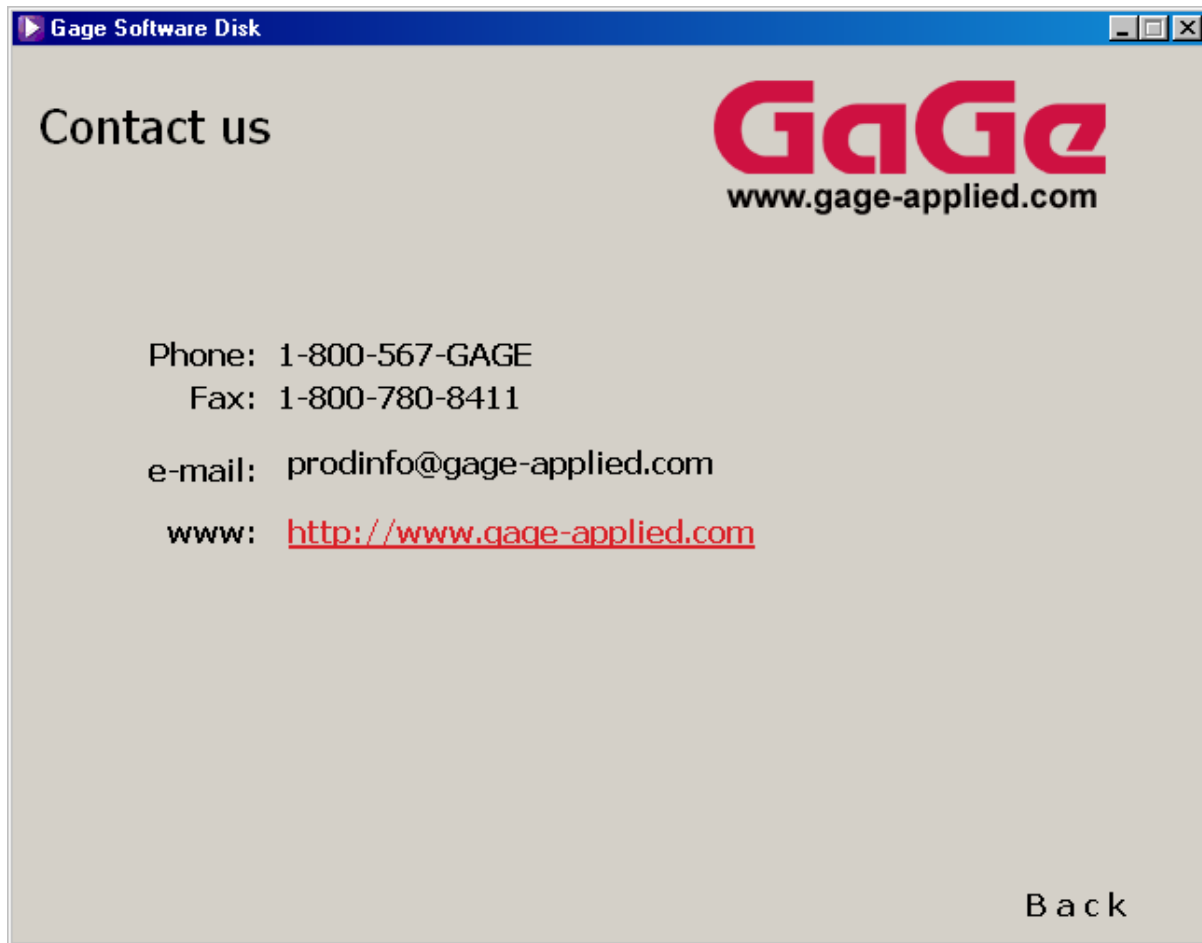 Gage Software Disk
Contact us
GaGe
www.gage-applied.com
Phone: 1-800-567-GAGE
Fax: 1-800-780-8411
e-mail: prodinfo@gage-applied.com
www: http://www.gage-applied.com
Back